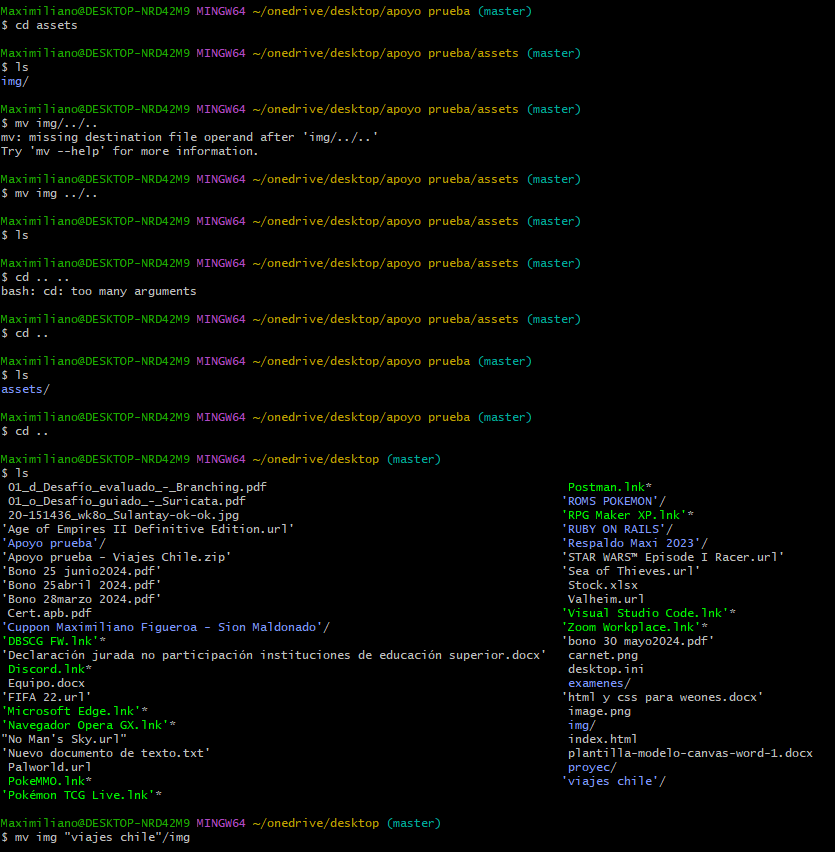 Maximiliano@DESKTOP-NRD42M9 MINGW64 ~/onedrive/desktop/apoyo prueba (master)
$ cd assets
Maximiliano@DESKTOP-NRD42M9 MINGW64 ~/onedrive/desktop/apoyo prueba/assets (master)
$ ls
img/
Maximiliano@DESKTOP-NRD42M9 MINGW64 ~/onedrive/desktop/apoyo prueba/assets (master)
$ mv img/../..
mv: missing destination file operand after 'img/../..'
Try 'mv --help' for more information.
Maximiliano@DESKTOP-NRD42M9 MINGW64 ~/onedrive/desktop/apoyo prueba/assets (master)
$ mv img ../..
Maximiliano@DESKTOP-NRD42M9 MINGW64 ~/onedrive/desktop/apoyo prueba/assets (master)
$ ls
Maximiliano@DESKTOP-NRD42M9 MINGW64 ~/onedrive/desktop/apoyo prueba/assets (master)
$ cd .. ..
bash: cd: too many arguments
Maximiliano@DESKTOP-NRD42M9 MINGW64 ~/onedrive/desktop/apoyo prueba/assets (master)
$ cd ..
Maximiliano@DESKTOP-NRD42M9 MINGW64 ~/onedrive/desktop/apoyo prueba (master)
$ ls
assets/
Maximiliano@DESKTOP-NRD42M9 MINGW64 ~/onedrive/desktop/apoyo prueba (master)
$ cd ..
Maximiliano@DESKTOP-NRD42M9 MINGW64 ~/onedrive/desktop (master)
$ ls
01_d_Desafío_evaluado_-_Branching.pdf Postman.lnk*
01_o_Desafío_guiado_-_Suricata.pdf 'ROMS POKEMON'/
20-151436_wk8o_Sulantay-ok-ok.jpg 'RPG Maker XP.lnk'*
'Age of Empires II Definitive Edition.url' 'RUBY ON RAILS'/
'Apoyo prueba'/ 'Respaldo Maxi 2023'/
'Apoyo prueba - Viajes Chile.zip' 'STAR WARS™ Episode I Racer.url'
'Bono 25 junio2024.pdf' 'Sea of Thieves.url'
'Bono 25abril 2024.pdf' Stock.xlsx
'Bono 28marzo 2024.pdf' Valheim.url
Cert.apb.pdf 'Visual Studio Code.lnk'*
'Cuppon Maximiliano Figueroa - Sion Maldonado'/ 'Zoom Workplace.lnk'*
'DBSCG FW.lnk'* 'bono 30 mayo2024.pdf'
'Declaración jurada no participación instituciones de educación superior.docx' carnet.png
Discord.lnk* desktop.ini
Equipo.docx examenes/
'FIFA 22.url' 'html y css para weones.docx'
'Microsoft Edge.lnk'* image.png
'Navegador Opera GX.lnk'* img/
"No Man's Sky.url" index.html
'Nuevo documento de texto.txt' plantilla-modelo-canvas-word-1.docx
Palworld.url proyec/
PokeMMO.lnk* 'viajes chile'/
'Pokémon TCG Live.lnk'*
Maximiliano@DESKTOP-NRD42M9 MINGW64 ~/onedrive/desktop (master)
$ mv img "viajes chile"/img